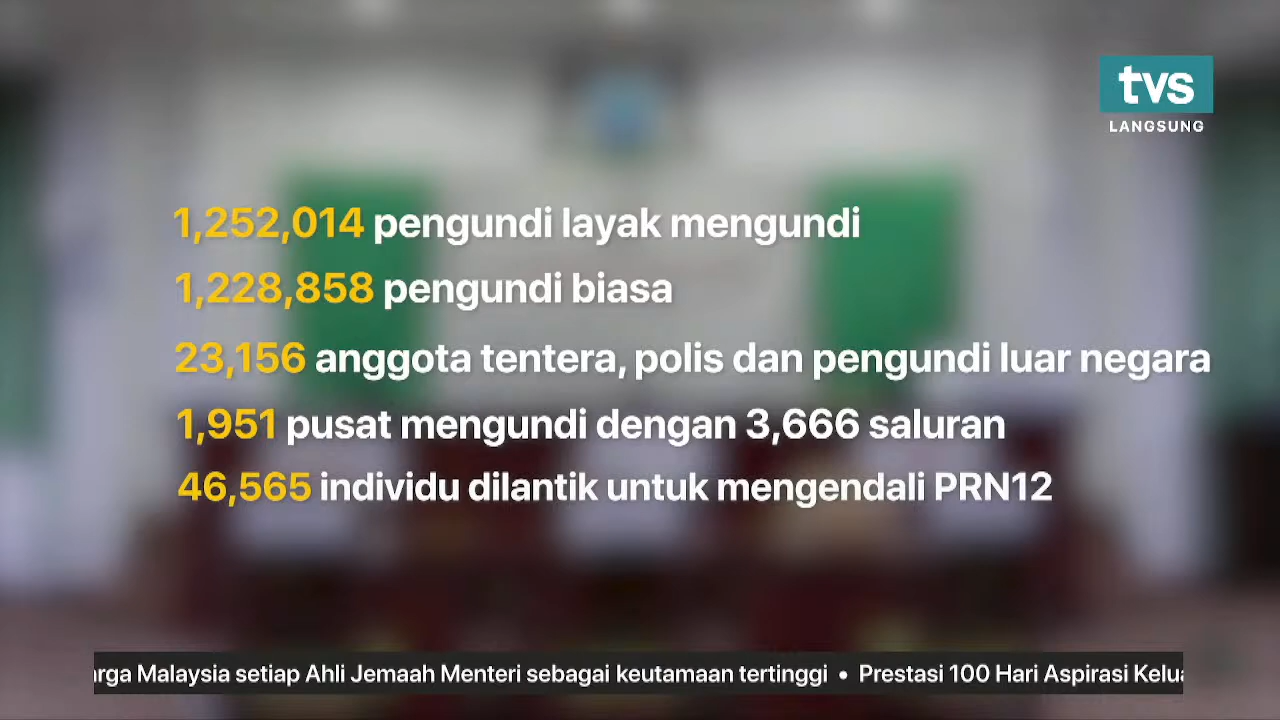 tvs
LANGSUNG
1,252,014 pengundi layak mengundi
1,228,858 pengundi biasa
23,156 anggota tentera, polis dan pengundi luar negara
1,951 pusat mengundi dengan 3,666 saluran
46,565 individu dilantik untuk mengendali PRN12
Malaysia setiap Ahli Jemaah Menteri sebagai keutamaan tertinggi • Prestasi 100 Hari Aspirasi